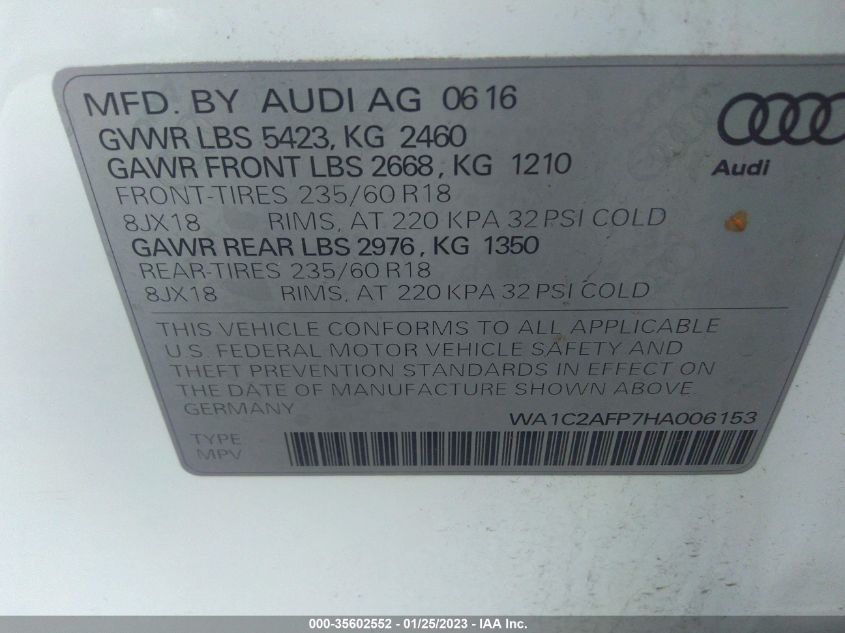 MFD. BY AUDI AG 0616
GVWR LBS 5423, KG 2460
GAWR FRONT LBS 2668, KG 1210
FRONT-TIRES 235/60 R18
8JX18 RIMS, AT 220 KPA 32 PSI COLD
GAWR REAR LBS 2976, KG 1350
REAR-TIRES 235/60 R18
8JX18 RIMS, AT 220 KPA 32 PSI COLD
Audi
THIS VEHICLE CONFORMS TO ALL APPLICABLE
U.S. FEDERAL MOTOR VEHICLE SAFETY AND
THEFT PREVENTION STANDARDS IN EFFECT ON
THE DATE OF MANUFACTURE SHOWN ABOVE
GERMANY
WA1C2AFP7HA006153
TYPE
MPV
000-35602552 - 01/25/2023 - IAA Inc.